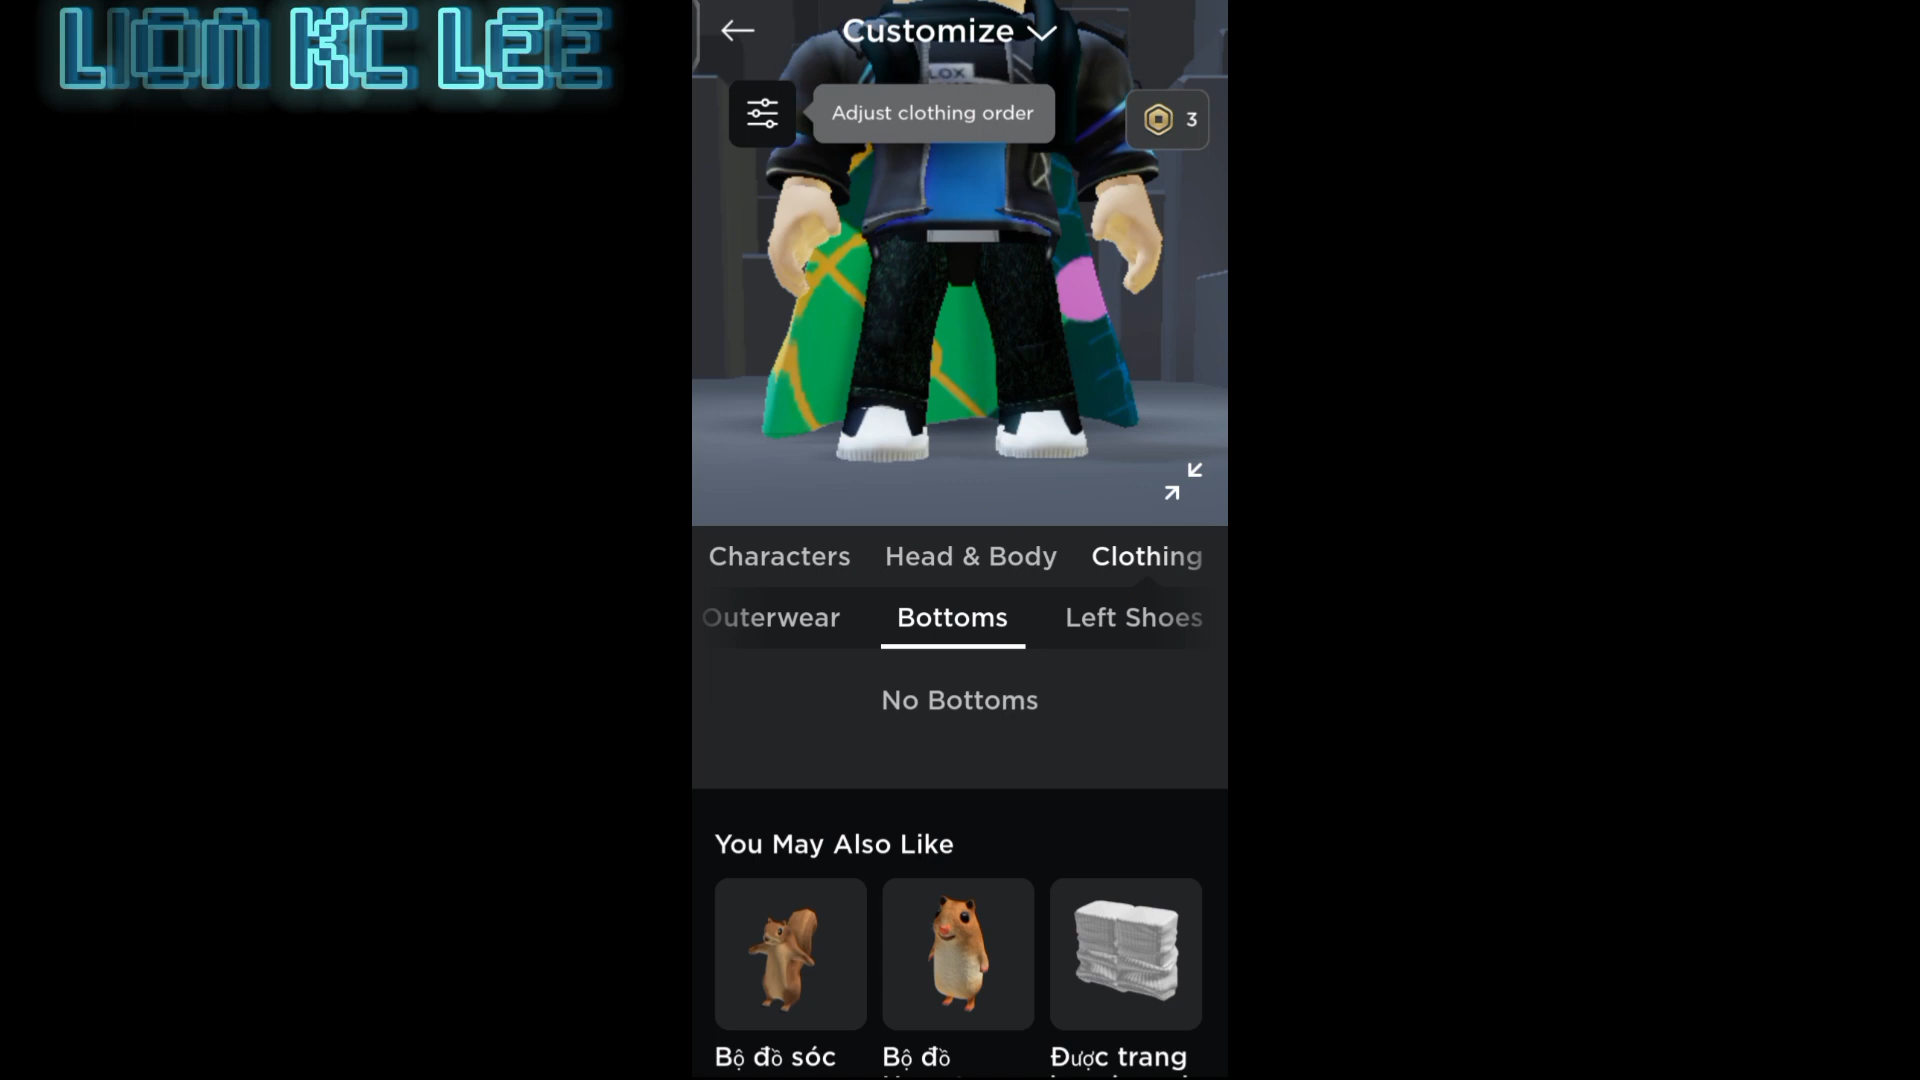 LION KC LEE
Customize
LOX
Adjust clothing order
3
Characters Head & Body Clothing
Outerwear Bottoms Left Shoes
No Bottoms
You May Also Like
Bộ đồ sóc Bộ đồ Được trang